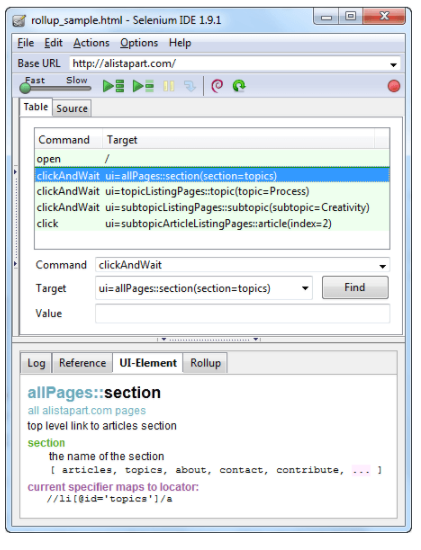 rollup_sample.html - Selenium IDE 1.9.1
File Edit Actions Options Help
Base URL http://alistapart.com/
Fast Slow
Table Source
Command Target
open /
clickAndWait ui=allPages::section(section=topics)
clickAndWait ui=topicListingPages::topic(topic=Process)
clickAndWait ui=subtopicListingPages::subtopic(subtopic=Creativity)
click ui=subtopicArticleListingPages::article(index=2)
Command clickAndWait
Target ui=allPages::section(section=topics) Find
Value
Log Reference UI-Element Rollup
allPages::section
all alistapart.com pages
top level link to articles section
section
the name of the section
[ articles, topics, about, contact, contribute, ... ]
current specifier maps to locator:
//li[@id='topics']/a